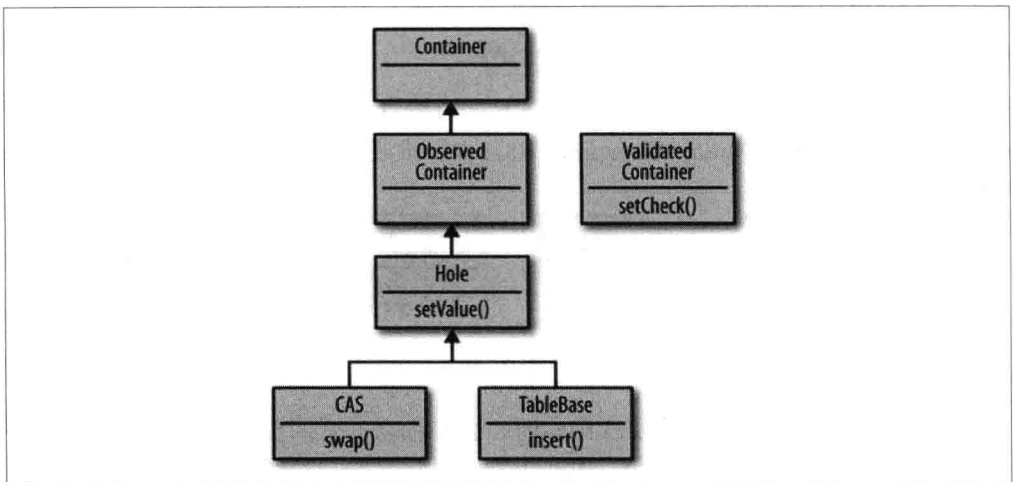 Container
Observed
Container
Validated
Container
setCheck()
Hole
setValue()
CAS
swap()
TableBase
insert()